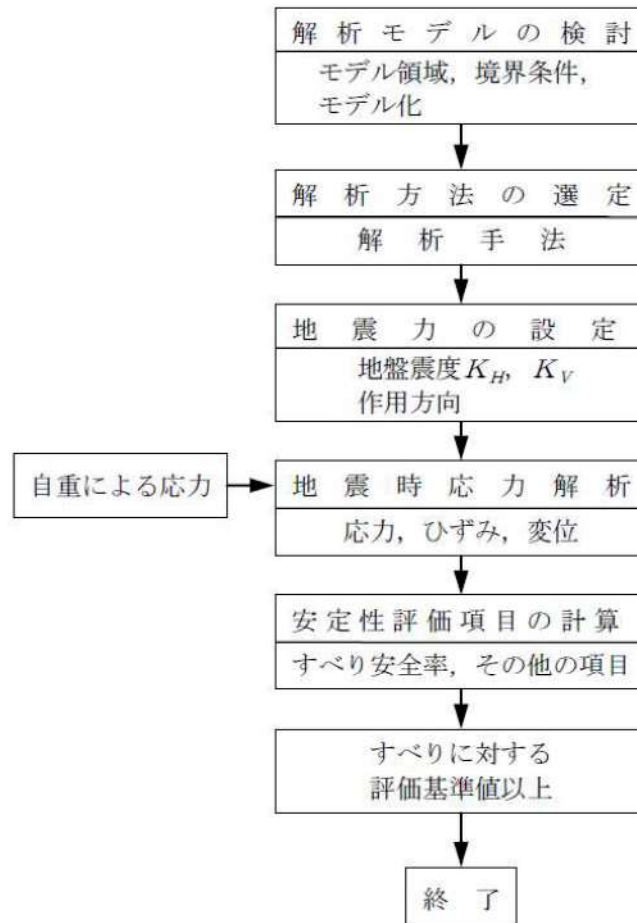 解析モデルの検討
モデル領域，境界条件，
モデル化
解析方法の選定
解析手法
地震力の設定
地盤震度K_H，K_V
作用方向
自重による応力
地震時応力解析
応力，ひずみ，変位
安定性評価項目の計算
すべり安全率，その他の項目
すべりに対する
評価基準値以上
終了